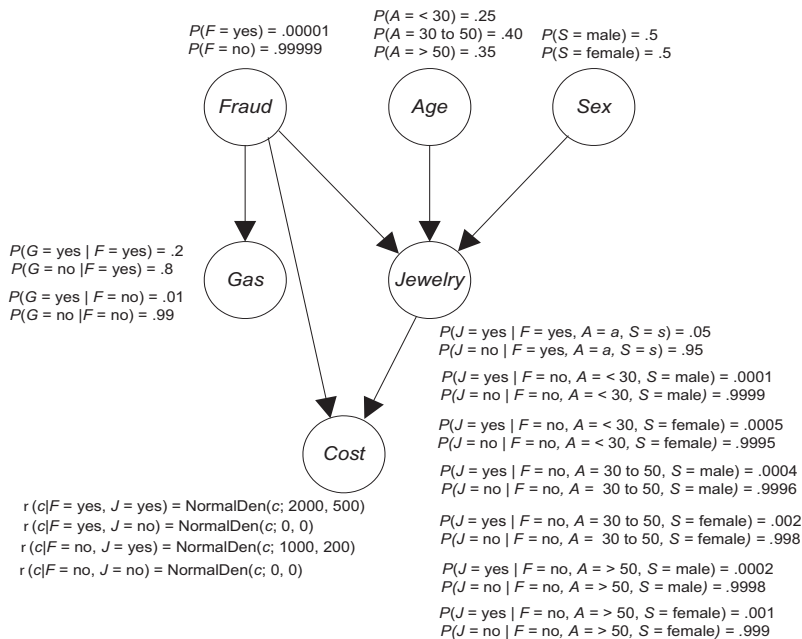 P(F = yes) = .00001
P(F = no) = .99999
P(A = < 30) = .25
P(A = 30 to 50) = .40
P(A = > 50) = .35
P(S = male) = .5
P(S = female) = .5
Fraud
Age
Sex
P(G = yes | F = yes) = .2
P(G = no |F = yes) = .8
P(G = yes | F = no) = .01
P(G = no |F = no) = .99
Gas
Jewelry
P(J = yes | F = yes, A = a, S = s) = .05
P(J = no | F = yes, A = a, S = s) = .95
P(J = yes | F = no, A = < 30, S = male) = .0001
P(J = no | F = no, A = < 30, S = male) = .9999
P(J = yes | F = no, A = < 30, S = female) = .0005
P(J = no | F = no, A = < 30, S = female) = .9995
P(J = yes | F = no, A = 30 to 50, S = male) = .0004
P(J = no | F = no, A = 30 to 50, S = male) = .9996
P(J = yes | F = no, A = 30 to 50, S = female) = .002
P(J = no | F = no, A = 30 to 50, S = female) = .998
P(J = yes | F = no, A = > 50, S = male) = .0002
P(J = no | F = no, A = > 50, S = male) = .9998
P(J = yes | F = no, A = > 50, S = female) = .001
P(J = no | F = no, A = > 50, S = female) = .999
Cost
r (c|F = yes, J = yes) = NormalDen(c; 2000, 500)
r (c|F = yes, J = no) = NormalDen(c; 0, 0)
r (c|F = no, J = yes) = NormalDen(c; 1000, 200)
r (c|F = no, J = no) = NormalDen(c; 0, 0)